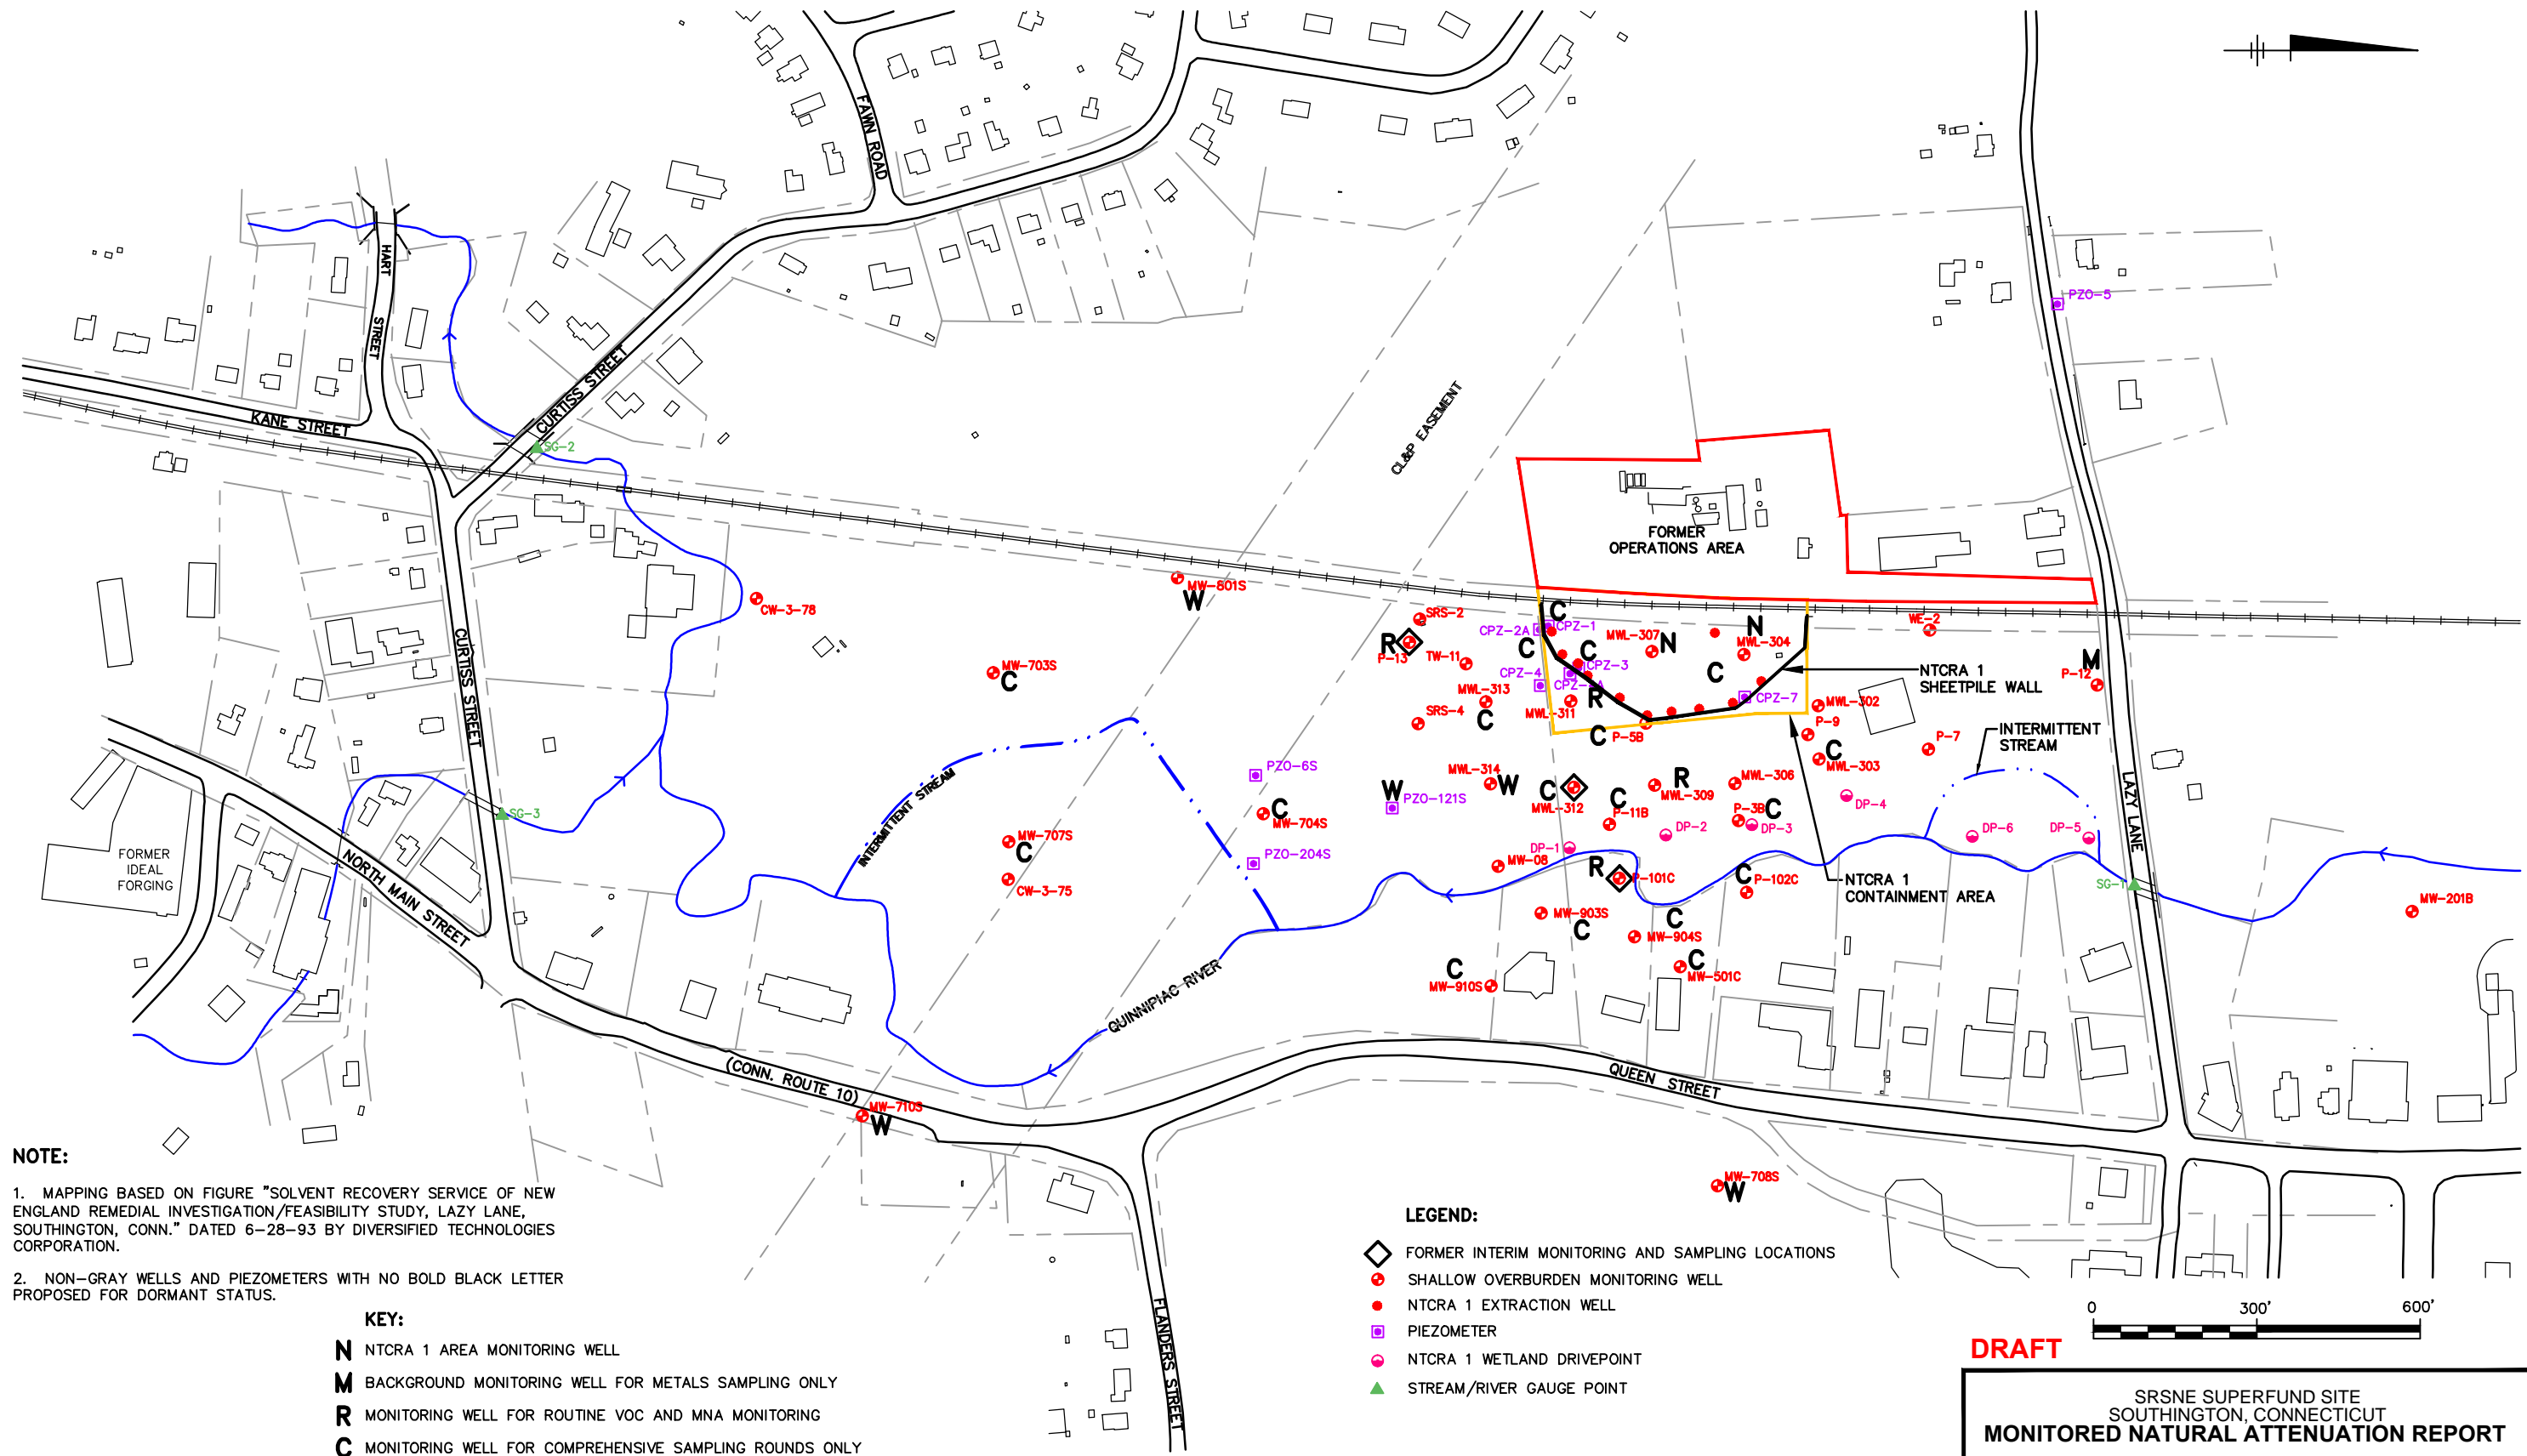 FAWN ROAD
HART
STREET
KANE STREET
CURTISS STREET
SG-2
CL&P EASEMENT
PZO-5
FORMER
OPERATIONS AREA
MW-801S
W
CW-3-78
SRS-2
R
P-13
TW-11
C
CPZ-2A
CPZ-1
C
C
CPZ-3
CPZ-4
MWL-307
N
N
MWL-304
C
CPZ-7
WE-2
M
P-12
NTCRA 1
SHEETPILE WALL
MW-703S
C
MWL-313
C
SRS-4
MWL-311
R
C
P-5B
MWL-302
P-9
C
MWL-303
P-7
INTERMITTENT
STREAM
CURTISS STREET
LAZY LANE
PZO-6S
W
PZO-121S
MWL-314
W
C
MWL-312
R
MWL-309
MWL-306
C
P-11B
P-3B
C
DP-4
DP-2
DP-3
DP-6
DP-5
DP-1
SG-3
INTERMITTENT STREAM
C
MW-704S
MW-707S
C
PZO-204S
CW-3-75
MW-08
R
P-101C
C
P-102C
NTCRA 1
CONTAINMENT AREA
SG-1
MW-201B
FORMER
IDEAL
FORGING
NORTH MAIN STREET
MW-903S
C
C
MW-904S
C
MW-501C
C
MW-910S
QUINNIPIAC RIVER
(CONN. ROUTE 10)
QUEEN STREET
MW-710S
W
MW-708S
W
FLANDERS STREET
NOTE:
1. MAPPING BASED ON FIGURE "SOLVENT RECOVERY SERVICE OF NEW
ENGLAND REMEDIAL INVESTIGATION/FEASIBILITY STUDY, LAZY LANE,
SOUTHINGTON, CONN." DATED 6-28-93 BY DIVERSIFIED TECHNOLOGIES
CORPORATION.
2. NON-GRAY WELLS AND PIEZOMETERS WITH NO BOLD BLACK LETTER
PROPOSED FOR DORMANT STATUS.
KEY:
N NTCRA 1 AREA MONITORING WELL
M BACKGROUND MONITORING WELL FOR METALS SAMPLING ONLY
R MONITORING WELL FOR ROUTINE VOC AND MNA MONITORING
C MONITORING WELL FOR COMPREHENSIVE SAMPLING ROUNDS ONLY
LEGEND:
FORMER INTERIM MONITORING AND SAMPLING LOCATIONS
SHALLOW OVERBURDEN MONITORING WELL
NTCRA 1 EXTRACTION WELL
PIEZOMETER
NTCRA 1 WETLAND DRIVEPOINT
STREAM/RIVER GAUGE POINT
0 300' 600'
DRAFT
SRSNE SUPERFUND SITE
SOUTHINGTON, CONNECTICUT
MONITORED NATURAL ATTENUATION REPORT